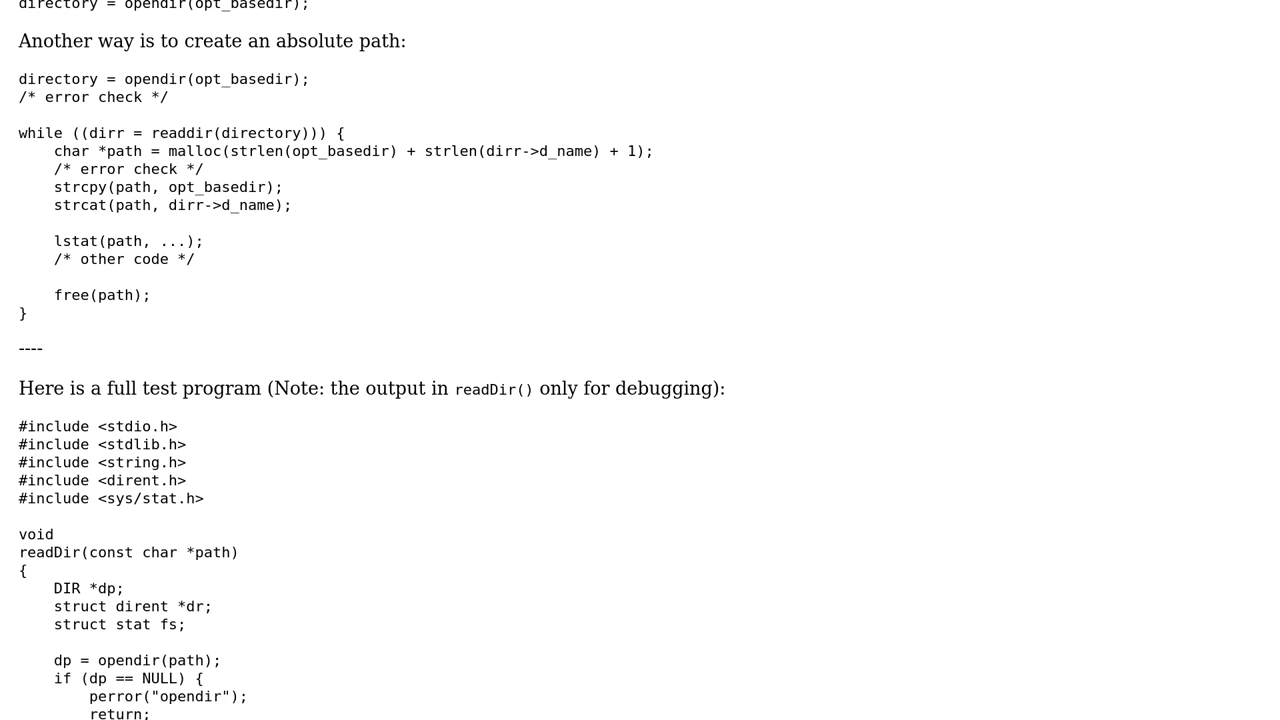 directory = opendir(opt_basedir);
Another way is to create an absolute path:
directory = opendir(opt_basedir);
/* error check */
while ((dirr = readdir(directory))) {
    char *path = malloc(strlen(opt_basedir) + strlen(dirr->d_name) + 1);
    /* error check */
    strcpy(path, opt_basedir);
    strcat(path, dirr->d_name);
    lstat(path, ...);
    /* other code */
    free(path);
}
----
Here is a full test program (Note: the output in readDir() only for debugging):
#include <stdio.h>
#include <stdlib.h>
#include <string.h>
#include <dirent.h>
#include <sys/stat.h>
void
readDir(const char *path)
{
    DIR *dp;
    struct dirent *dr;
    struct stat fs;
    dp = opendir(path);
    if (dp == NULL) {
        perror("opendir");
        return;